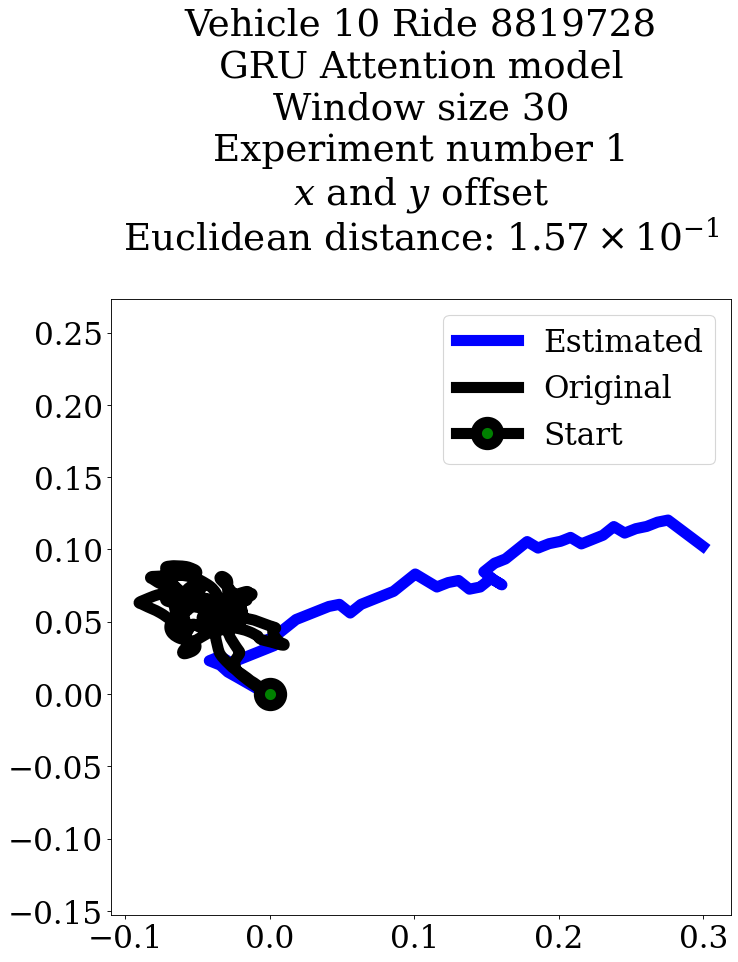 Vehicle 10 Ride 8819728
GRU Attention model
Window size 30
Experiment number 1
x and y offset
Euclidean distance: 1.57 × 10⁻¹
Estimated
Original
Start
0.25
0.20
0.15
0.10
0.05
0.00
−0.05
−0.10
−0.15
−0.1 0.0 0.1 0.2 0.3